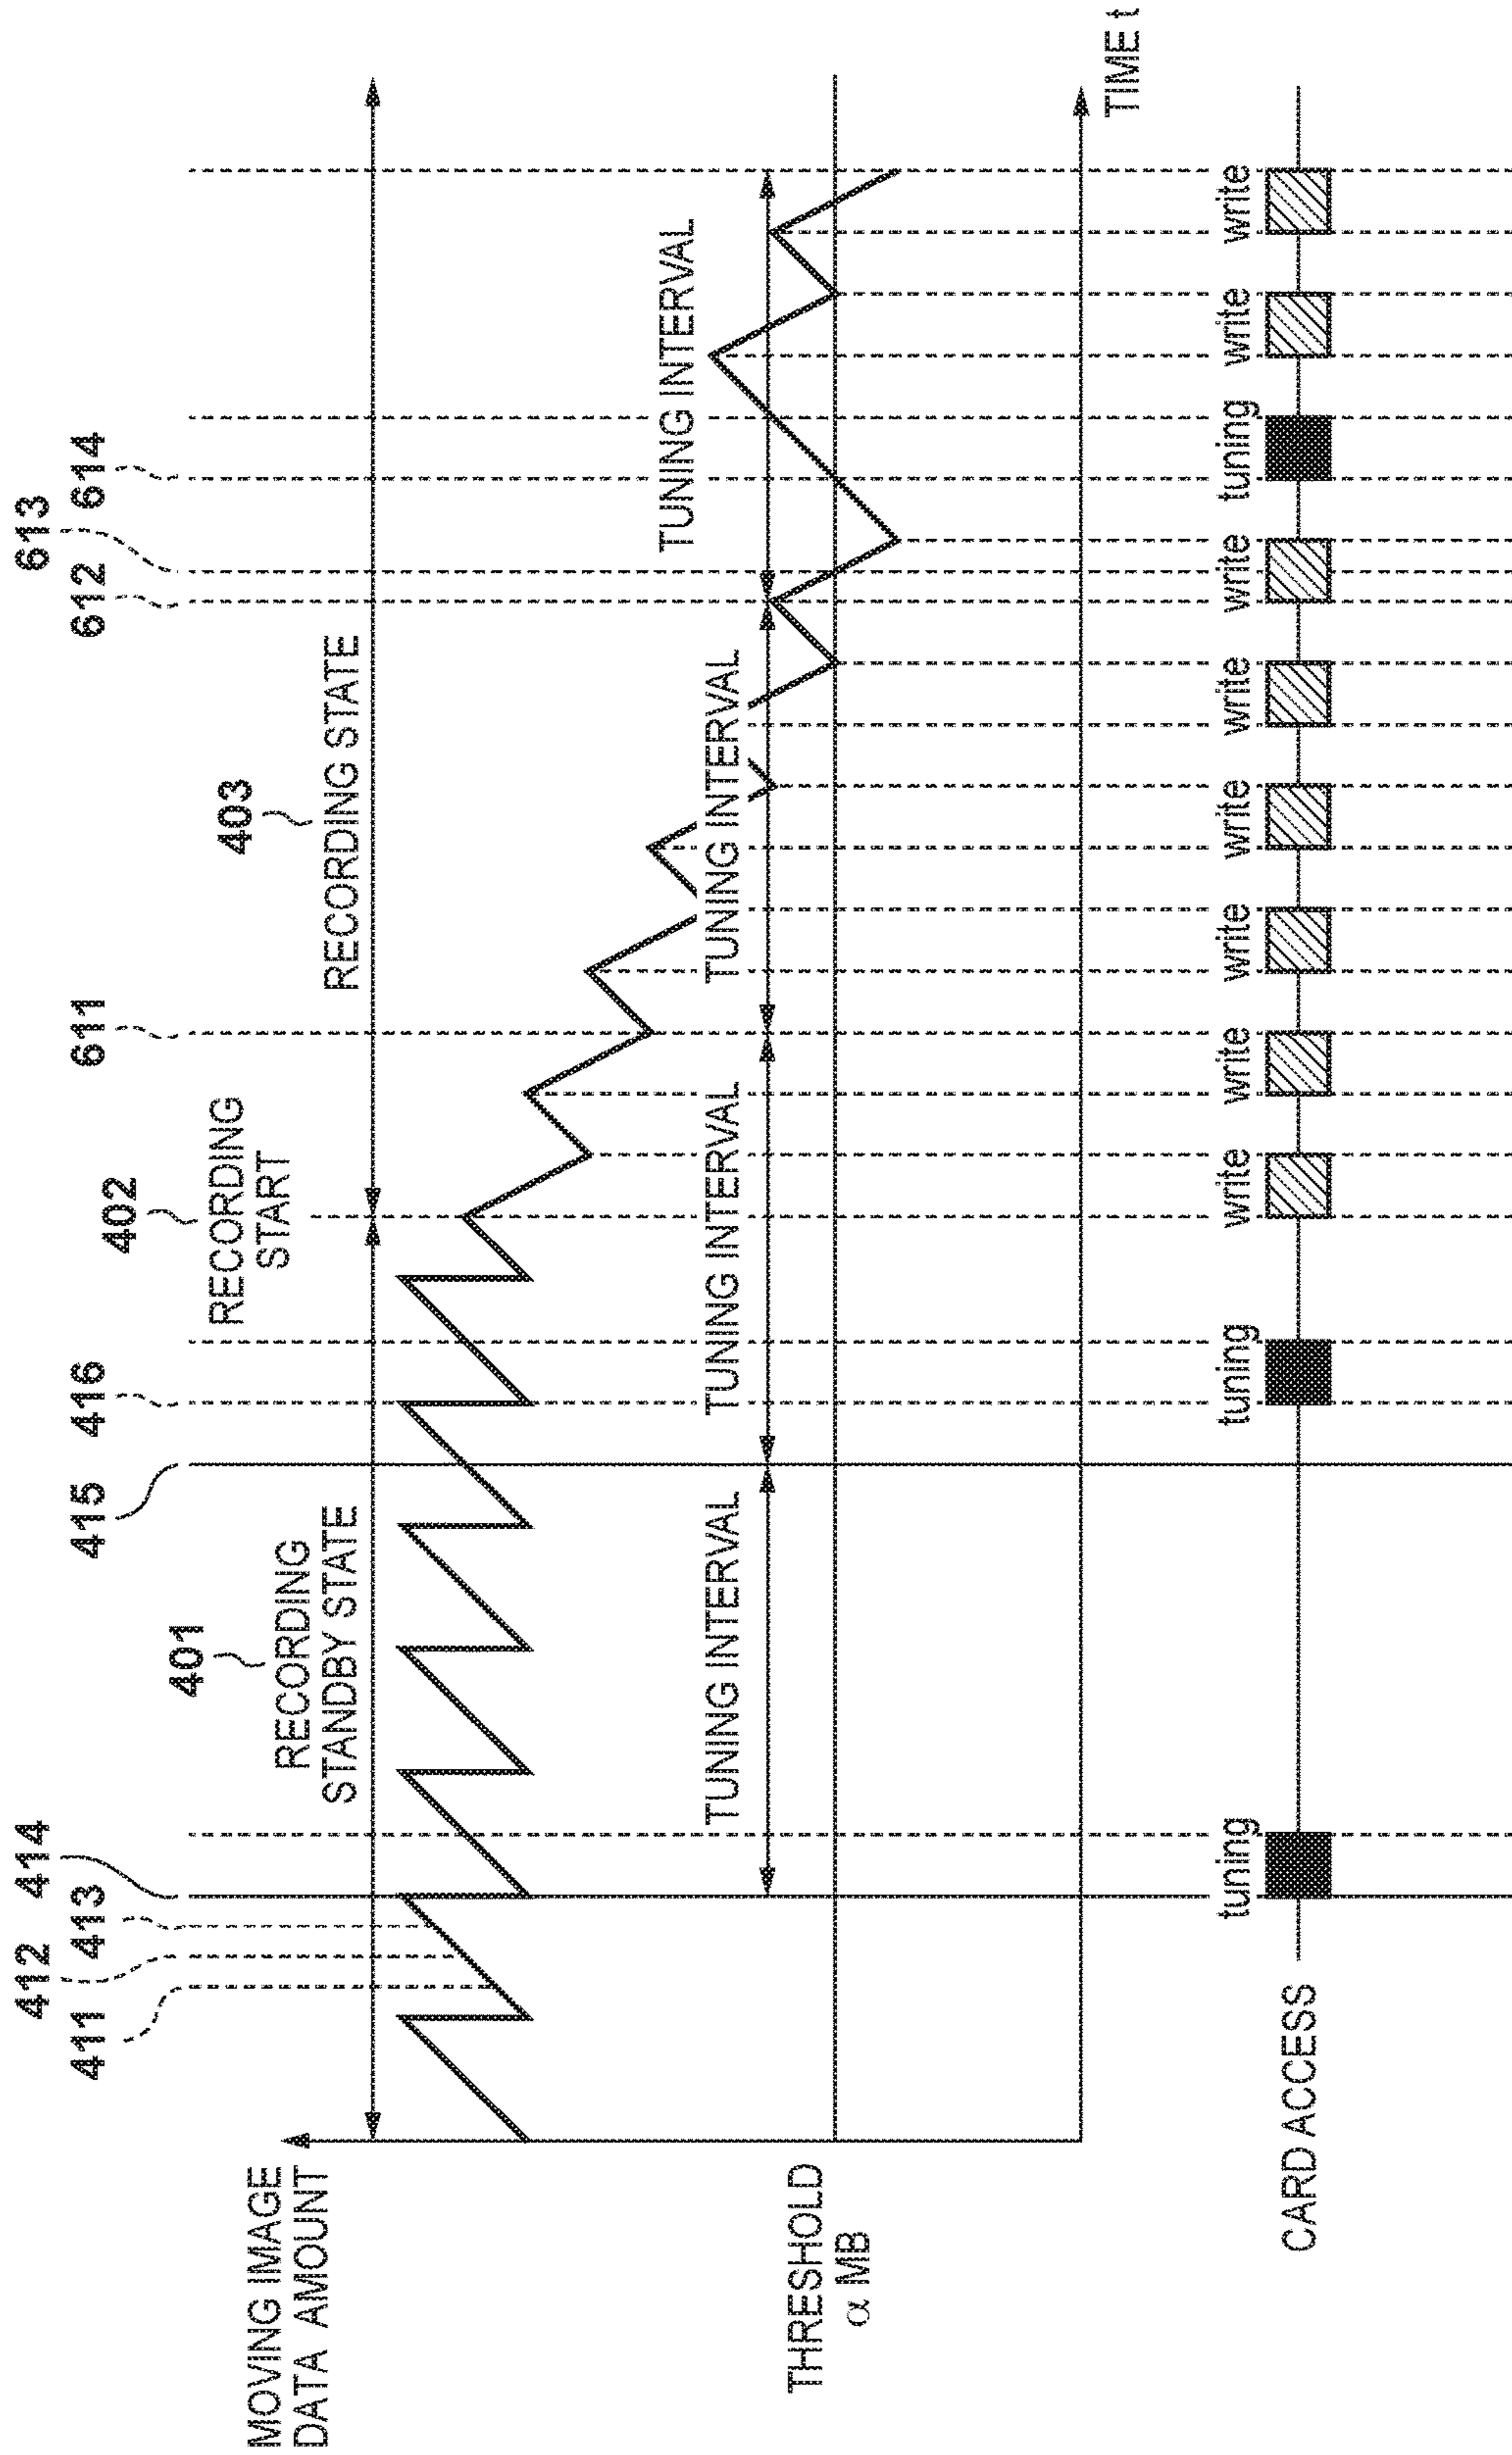 412
411 413 414
415
416
611
612
613
614
401
RECORDING
STANDBY STATE
402
RECORDING
START
403
RECORDING STATE
MOVING IMAGE
DATA AMOUNT
TUNING INTERVAL
TUNING INTERVAL
TUNING INTERVAL
TUNING INTERVAL
THRESHOLD
α MB
TIME t
CARD ACCESS
tuning
tuning
write
write
write
write
write
write
tuning
write
write